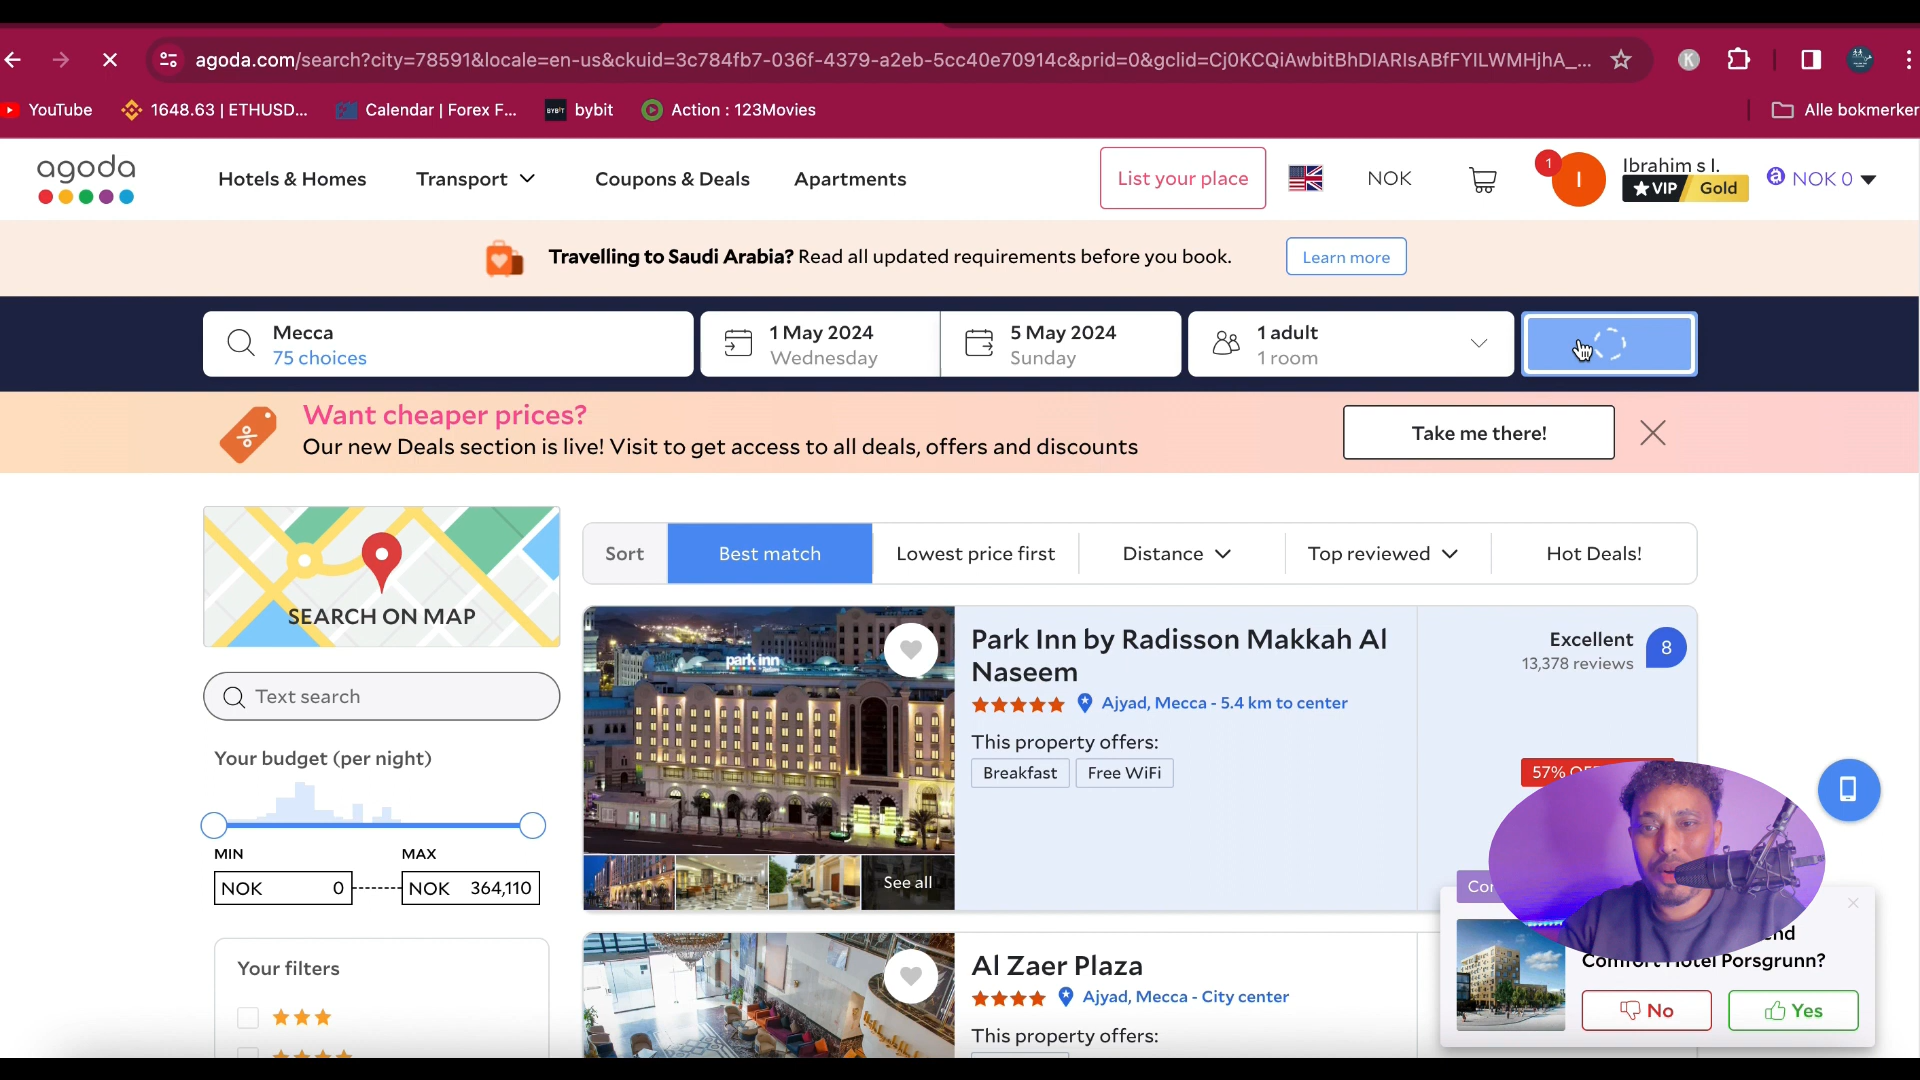 agoda.com/search?city=78591&locale=en-us&ckuid=3c784fb7-036f-4379-a2eb-5cc40e70914c&prid=0&gclid=Cj0KCQiAwbitBhDIARIsABfFYILWMHjhA_...
K
YouTube
1648.63 | ETHUSD...
Calendar | Forex F...
BYBIT
bybit
Action : 123Movies
Alle bokmerker
agoda
Hotels & Homes
Transport
Coupons & Deals
Apartments
List your place
NOK
1
I
Ibrahim s I.
VIP Gold
NOK 0
Travelling to Saudi Arabia? Read all updated requirements before you book.
Learn more
Mecca
75 choices
1 May 2024
Wednesday
5 May 2024
Sunday
1 adult
1 room
Want cheaper prices?
Our new Deals section is live! Visit to get access to all deals, offers and discounts
Take me there!
SEARCH ON MAP
Sort
Best match
Lowest price first
Distance
Top reviewed
Hot Deals!
Text search
Your budget (per night)
MIN
MAX
NOK 0
NOK 364,110
Your filters
park inn
See all
Park Inn by Radisson Makkah Al
Naseem
Ajyad, Mecca - 5.4 km to center
This property offers:
Breakfast
Free WiFi
Excellent
13,378 reviews
8
57%
Al Zaer Plaza
Ajyad, Mecca - City center
This property offers:
Comfort Hotel Porsgrunn?
No
Yes